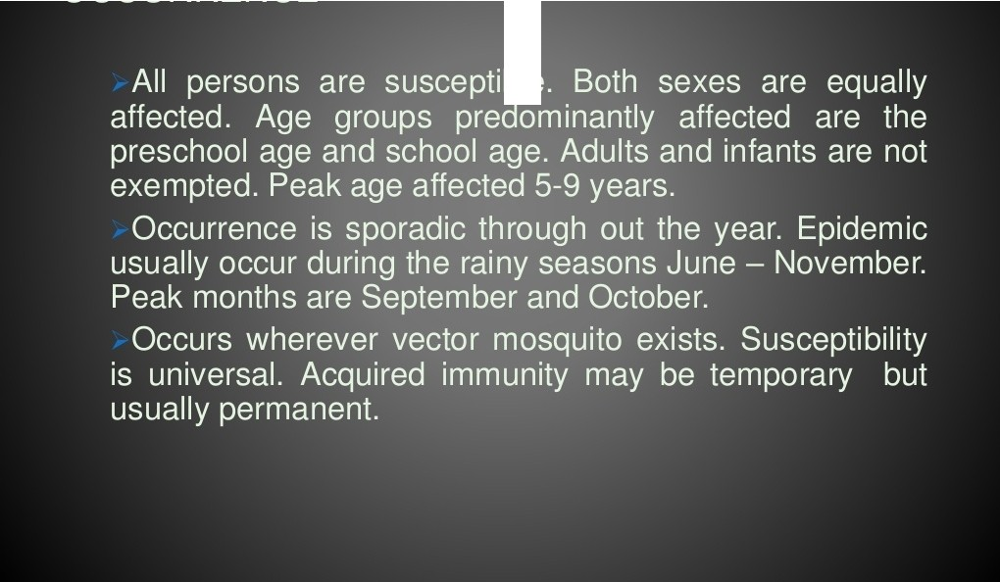 ➢All persons are suscepti e. Both sexes are equally
affected. Age groups predominantly affected are the
preschool age and school age. Adults and infants are not
exempted. Peak age affected 5-9 years.
➢Occurrence is sporadic through out the year. Epidemic
usually occur during the rainy seasons June – November.
Peak months are September and October.
➢Occurs wherever vector mosquito exists. Susceptibility
is universal. Acquired immunity may be temporary but
usually permanent.